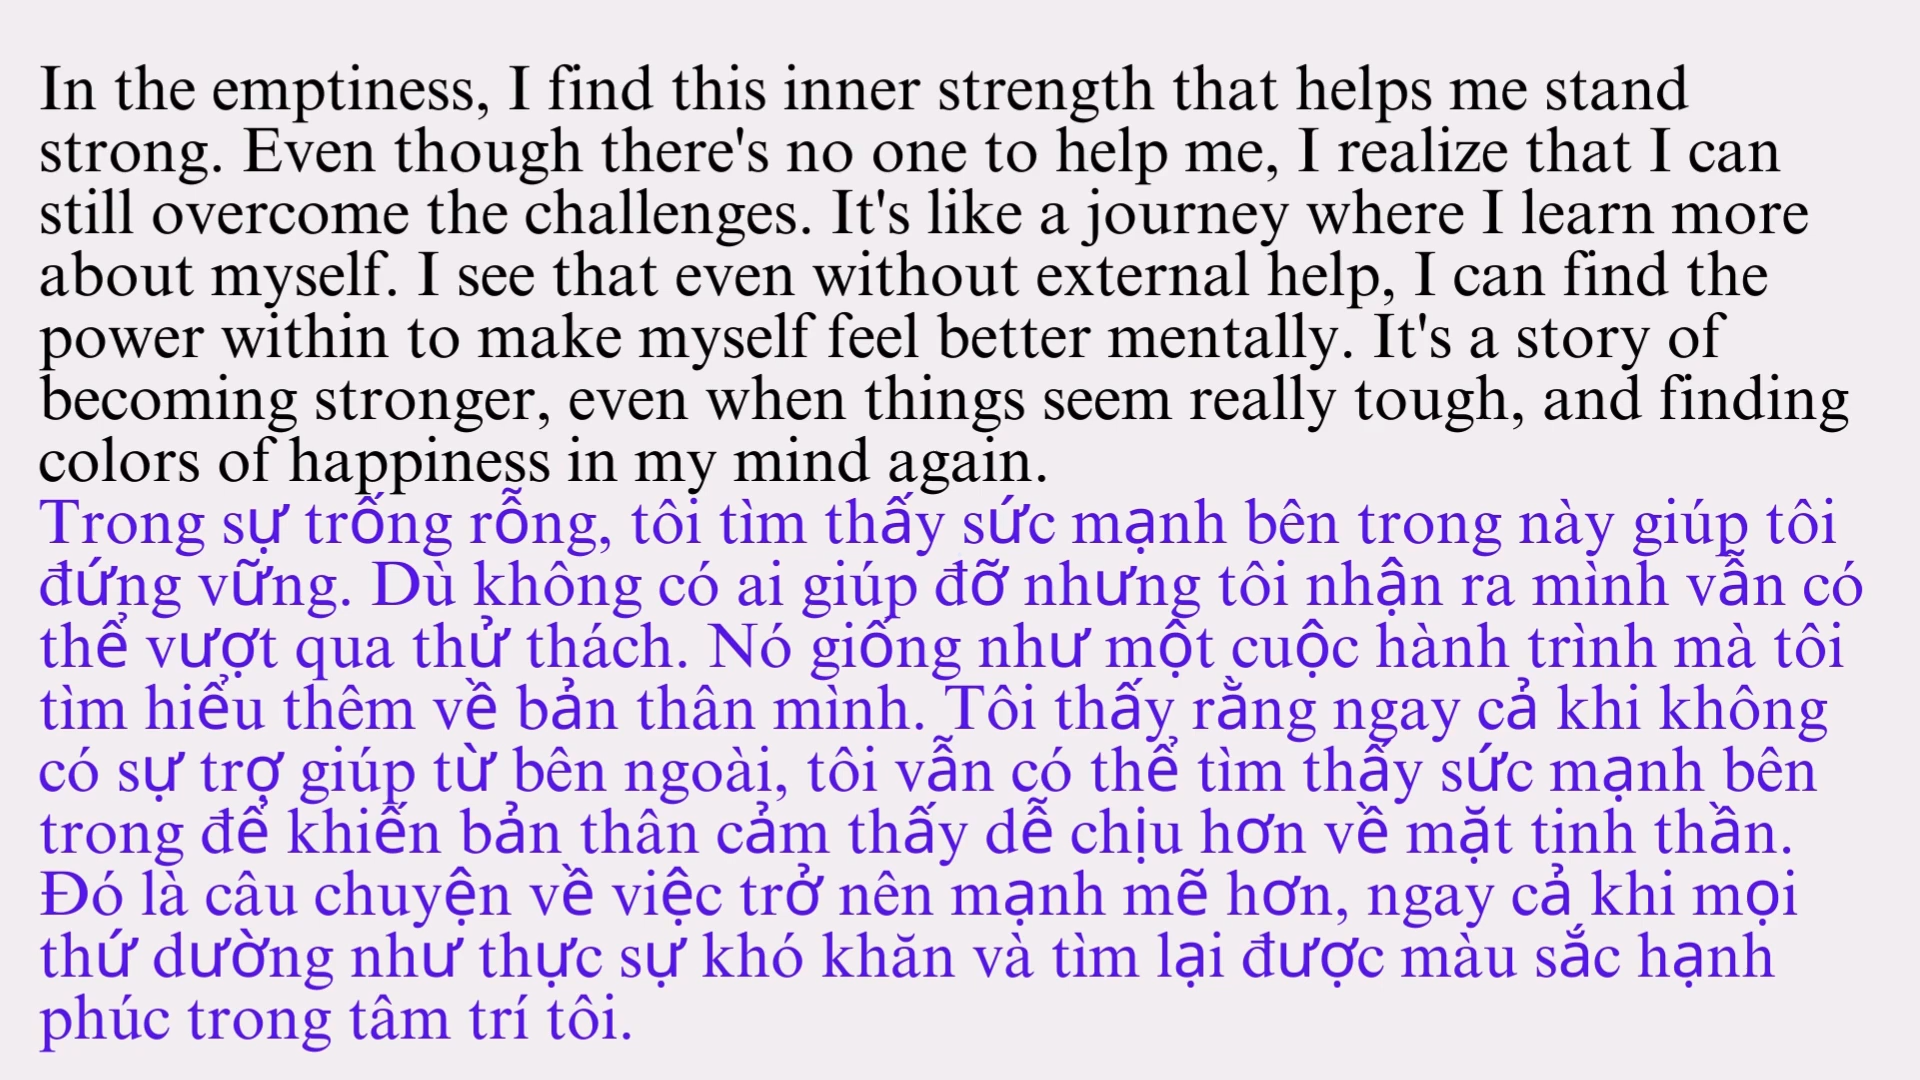 In the emptiness, I find this inner strength that helps me stand
strong. Even though there's no one to help me, I realize that I can
still overcome the challenges. It's like a journey where I learn more
about myself. I see that even without external help, I can find the
power within to make myself feel better mentally. It's a story of
becoming stronger, even when things seem really tough, and finding
colors of happiness in my mind again.
Trong sự trống rỗng, tôi tìm thấy sức mạnh bên trong này giúp tôi
đứng vững. Dù không có ai giúp đỡ nhưng tôi nhận ra mình vẫn có
thể vượt qua thử thách. Nó giống như một cuộc hành trình mà tôi
tìm hiểu thêm về bản thân mình. Tôi thấy rằng ngay cả khi không
có sự trợ giúp từ bên ngoài, tôi vẫn có thể tìm thấy sức mạnh bên
trong để khiến bản thân cảm thấy dễ chịu hơn về mặt tinh thần.
Đó là câu chuyện về việc trở nên mạnh mẽ hơn, ngay cả khi mọi
thứ dường như thực sự khó khăn và tìm lại được màu sắc hạnh
phúc trong tâm trí tôi.